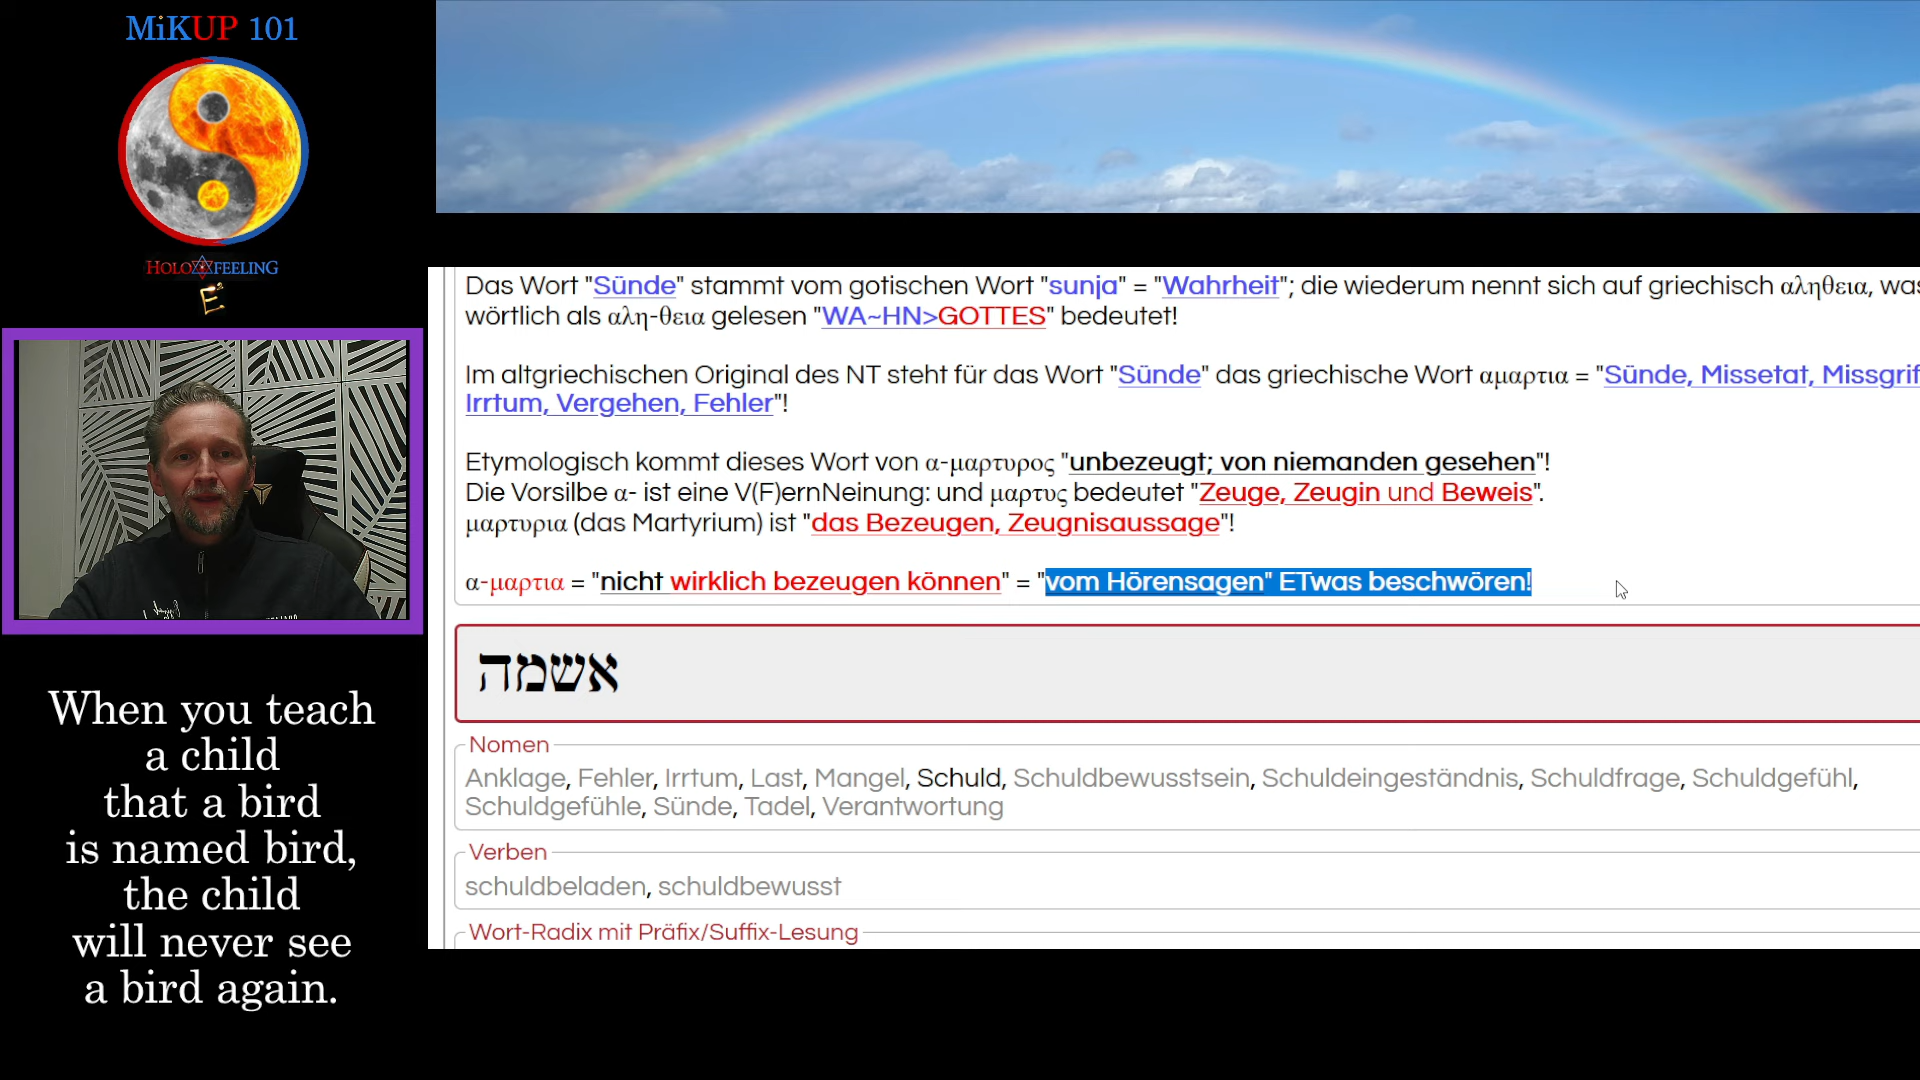 MiKUP 101
HOLOFEELING
When you teach
a child
that a bird
is named bird,
the child
will never see
a bird again.
Das Wort "Sünde" stammt vom gotischen Wort "sunja" = "Wahrheit"; die wiederum nennt sich auf griechisch αληθεια, was
wörtlich als αλη-θεια gelesen "WA~HN>GOTTES" bedeutet!
Im altgriechischen Original des NT steht für das Wort "Sünde" das griechische Wort αμαρτια = "Sünde, Missetat, Missgrif
Irrtum, Vergehen, Fehler"!
Etymologisch kommt dieses Wort von α-μαρτυρος "unbezeugt; von niemanden gesehen"!
Die Vorsilbe α- ist eine V(F)ernNeinung: und μαρτυς bedeutet "Zeuge, Zeugin und Beweis".
μαρτυρια (das Martyrium) ist "das Bezeugen, Zeugnisaussage"!
α-μαρτια = "nicht wirklich bezeugen können" = "vom Hörensagen" ETwas beschwören!
אשמה
Nomen
Anklage, Fehler, Irrtum, Last, Mangel, Schuld, Schuldbewusstsein, Schuldeingeständnis, Schuldfrage, Schuldgefühl,
Schuldgefühle, Sünde, Tadel, Verantwortung
Verben
schuldbeladen, schuldbewusst
Wort-Radix mit Präfix/Suffix-Lesung